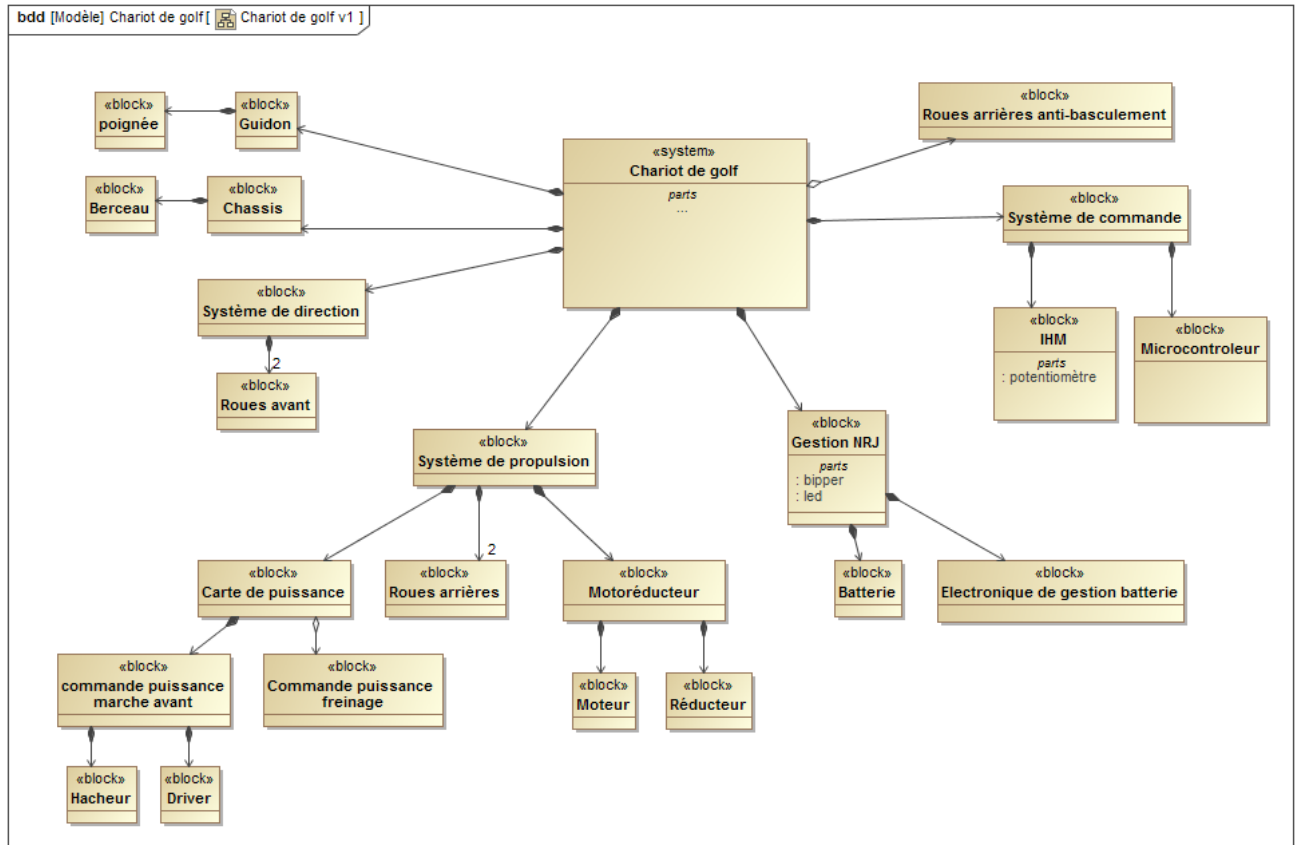 bdd [Modèle] Chariot de golf [ Chariot de golf v1 ]
«block»
poignée
«block»
Guidon
«block»
Berceau
«block»
Chassis
«system»
Chariot de golf
parts
...
«block»
Roues arrières anti-basculement
«block»
Système de commande
«block»
IHM
parts
: potentiomètre
«block»
Microcontroleur
«block»
Système de direction
2
«block»
Roues avant
«block»
Système de propulsion
«block»
Gestion NRJ
parts
: bipper
: led
«block»
Carte de puissance
2
«block»
Roues arrières
«block»
Motoréducteur
«block»
Batterie
«block»
Electronique de gestion batterie
«block»
commande puissance
marche avant
«block»
Commande puissance
freinage
«block»
Moteur
«block»
Réducteur
«block»
Hacheur
«block»
Driver